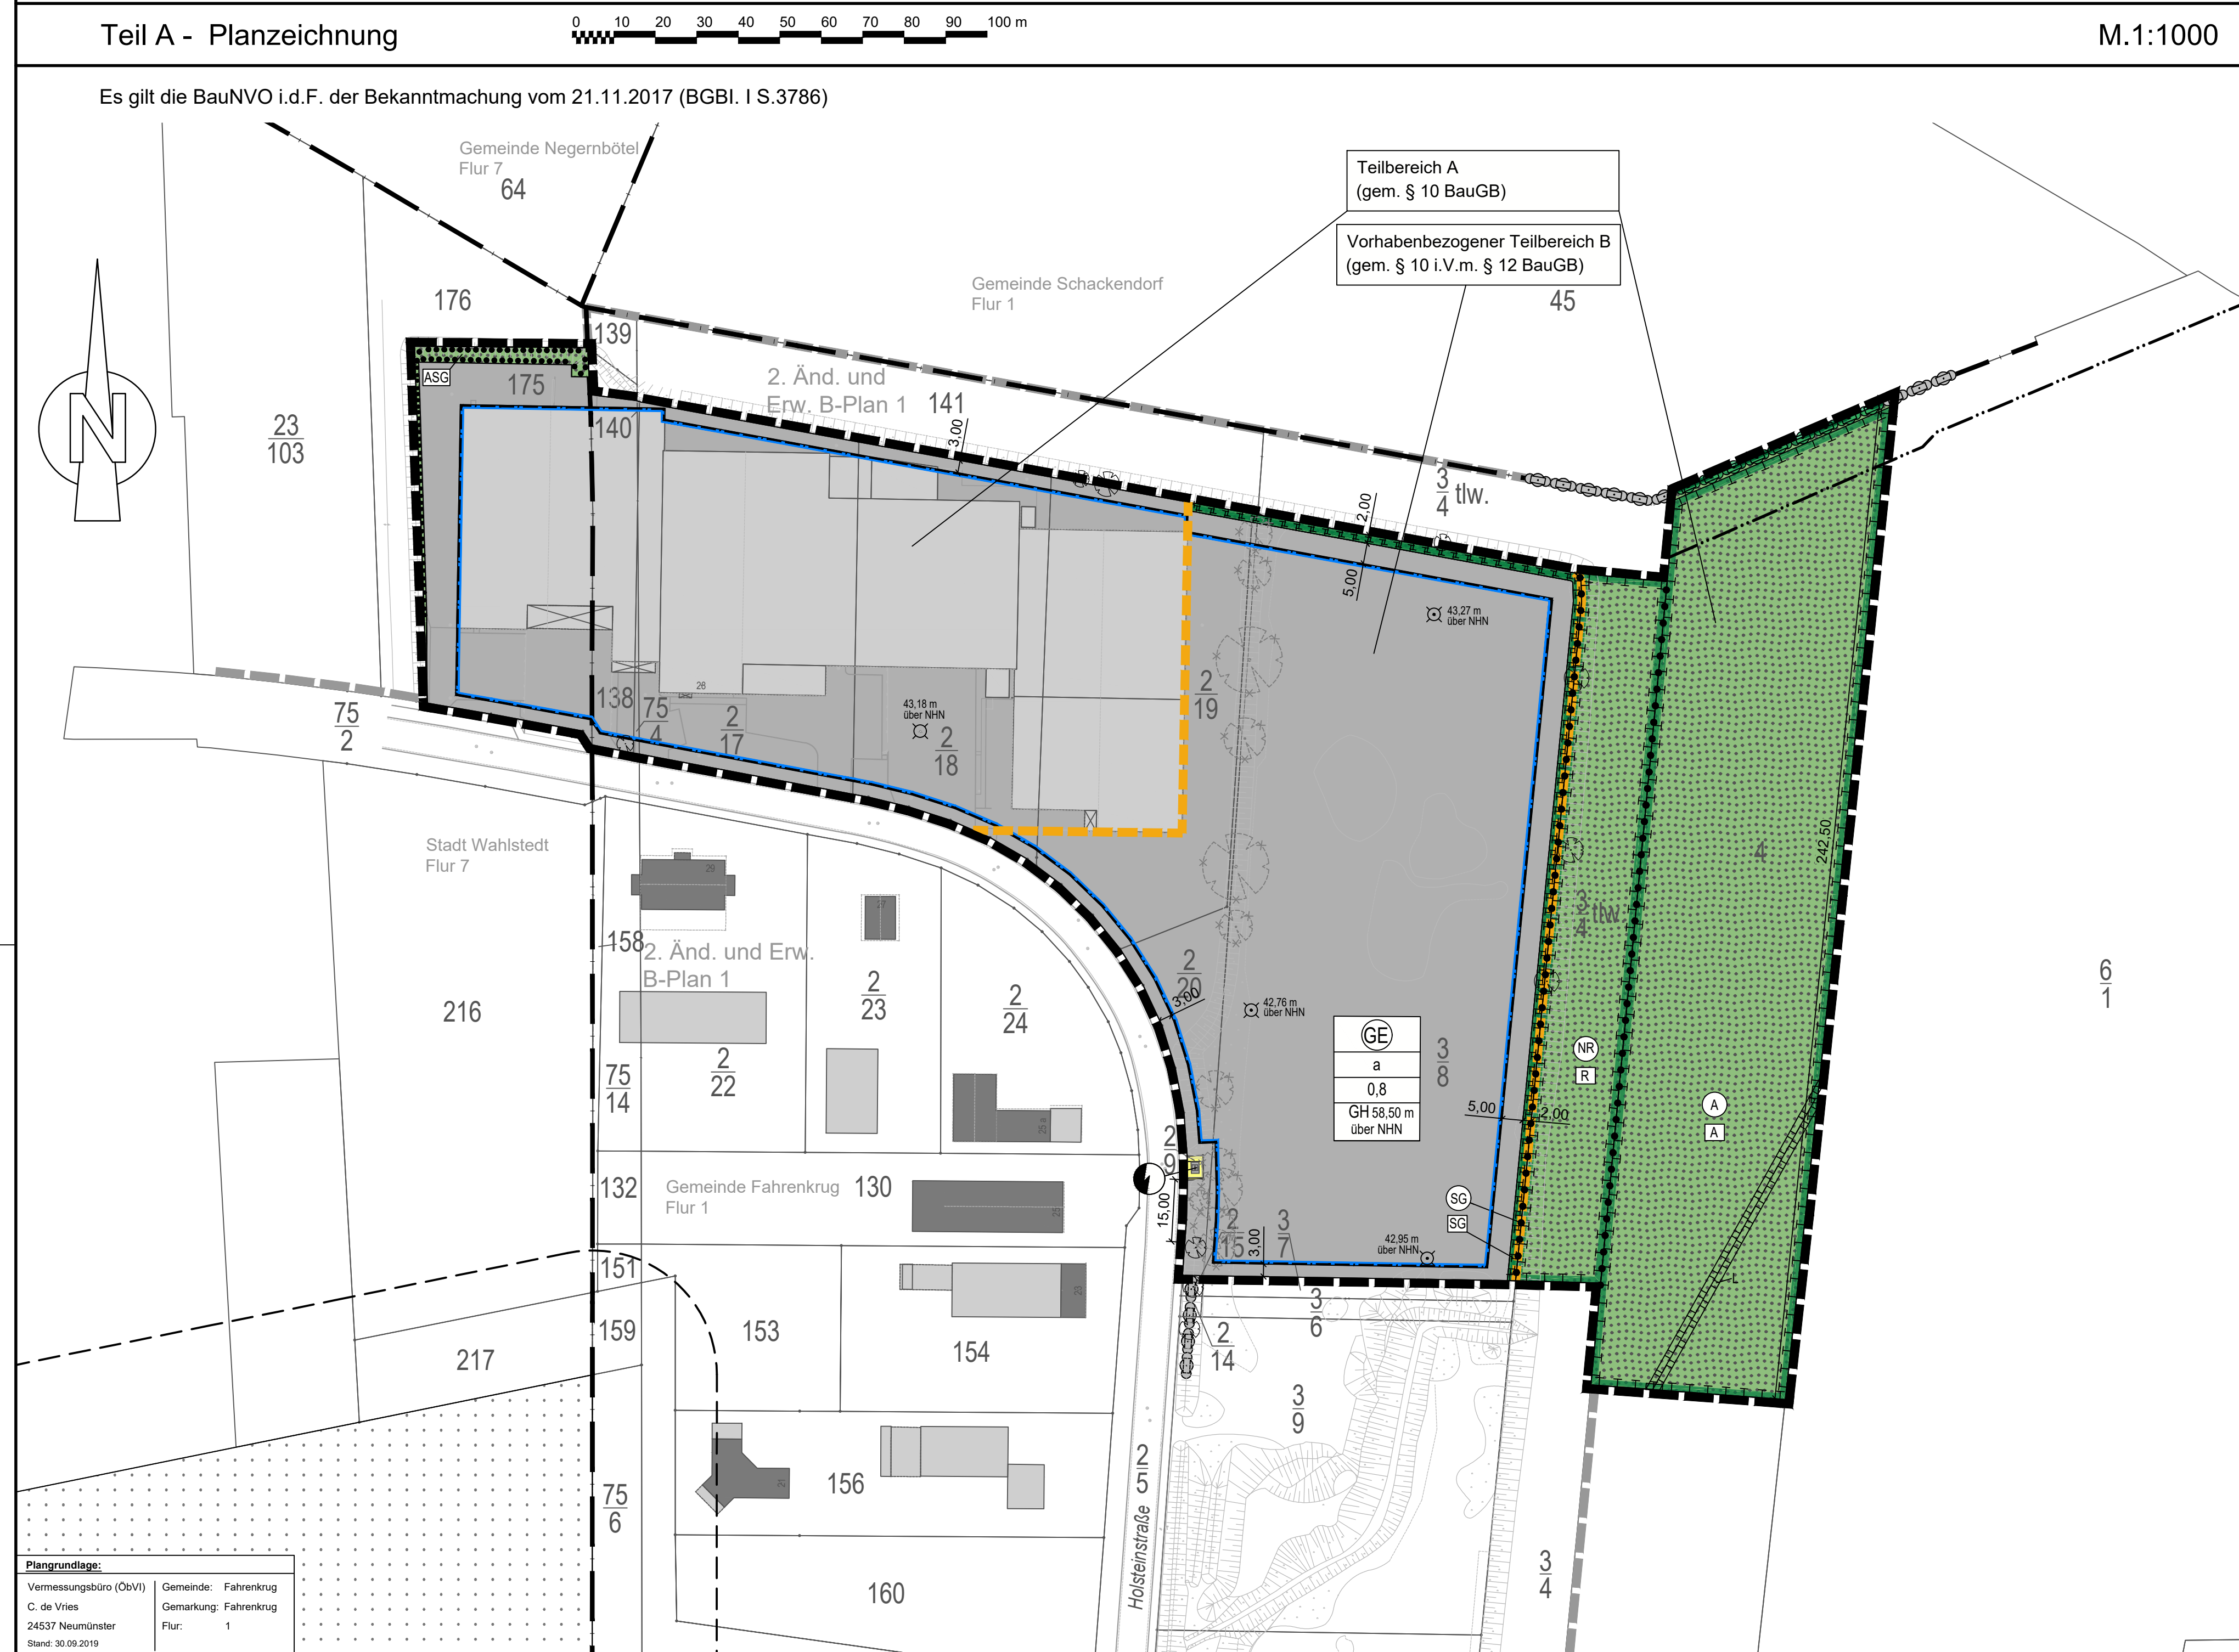 Teil A - Planzeichnung
0 10 20 30 40 50 60 70 80 90 100 m
M.1:1000
Es gilt die BauNVO i.d.F. der Bekanntmachung vom 21.11.2017 (BGBl. I S.3786)
Gemeinde Negernbötel
Flur 7
64
Teilbereich A
(gem. § 10 BauGB)
Vorhabenbezogener Teilbereich B
(gem. § 10 i.V.m. § 12 BauGB)
Gemeinde Schackendorf
Flur 1
45
176
139
ASG
175
2. Änd. und
Erw. B-Plan 1
141
140
3,00
23
103
N
3
4
tlw.
2,00
5,00
43,27 m
über NHN
138
75
4
28
2
17
43,18 m
über NHN
2
18
2
19
75
2
242,50
4
Stadt Wahlstedt
Flur 7
29
27
3
4
tlw.
158
2. Änd. und Erw.
B-Plan 1
2
23
2
24
2
20
3,00
42,76 m
über NHN
6
1
216
GE
a
0,8
GH 58,50 m
über NHN
3
8
NR
R
2
22
75
14
A
A
5,00
2,00
25 a
2
9
132
Gemeinde Fahrenkrug
Flur 1
130
25
15,00
SG
SG
2
15
3,00
3
7
42,95 m
über NHN
151
L
23
3
6
159
153
154
2
14
217
3
9
156
21
2
5
75
6
Holsteinstraße
3
4
160
Plangrundlage:
Vermessungsbüro (ÖbVI)
C. de Vries
24537 Neumünster
Stand: 30.09.2019
Gemeinde: Fahrenkrug
Gemarkung: Fahrenkrug
Flur: 1